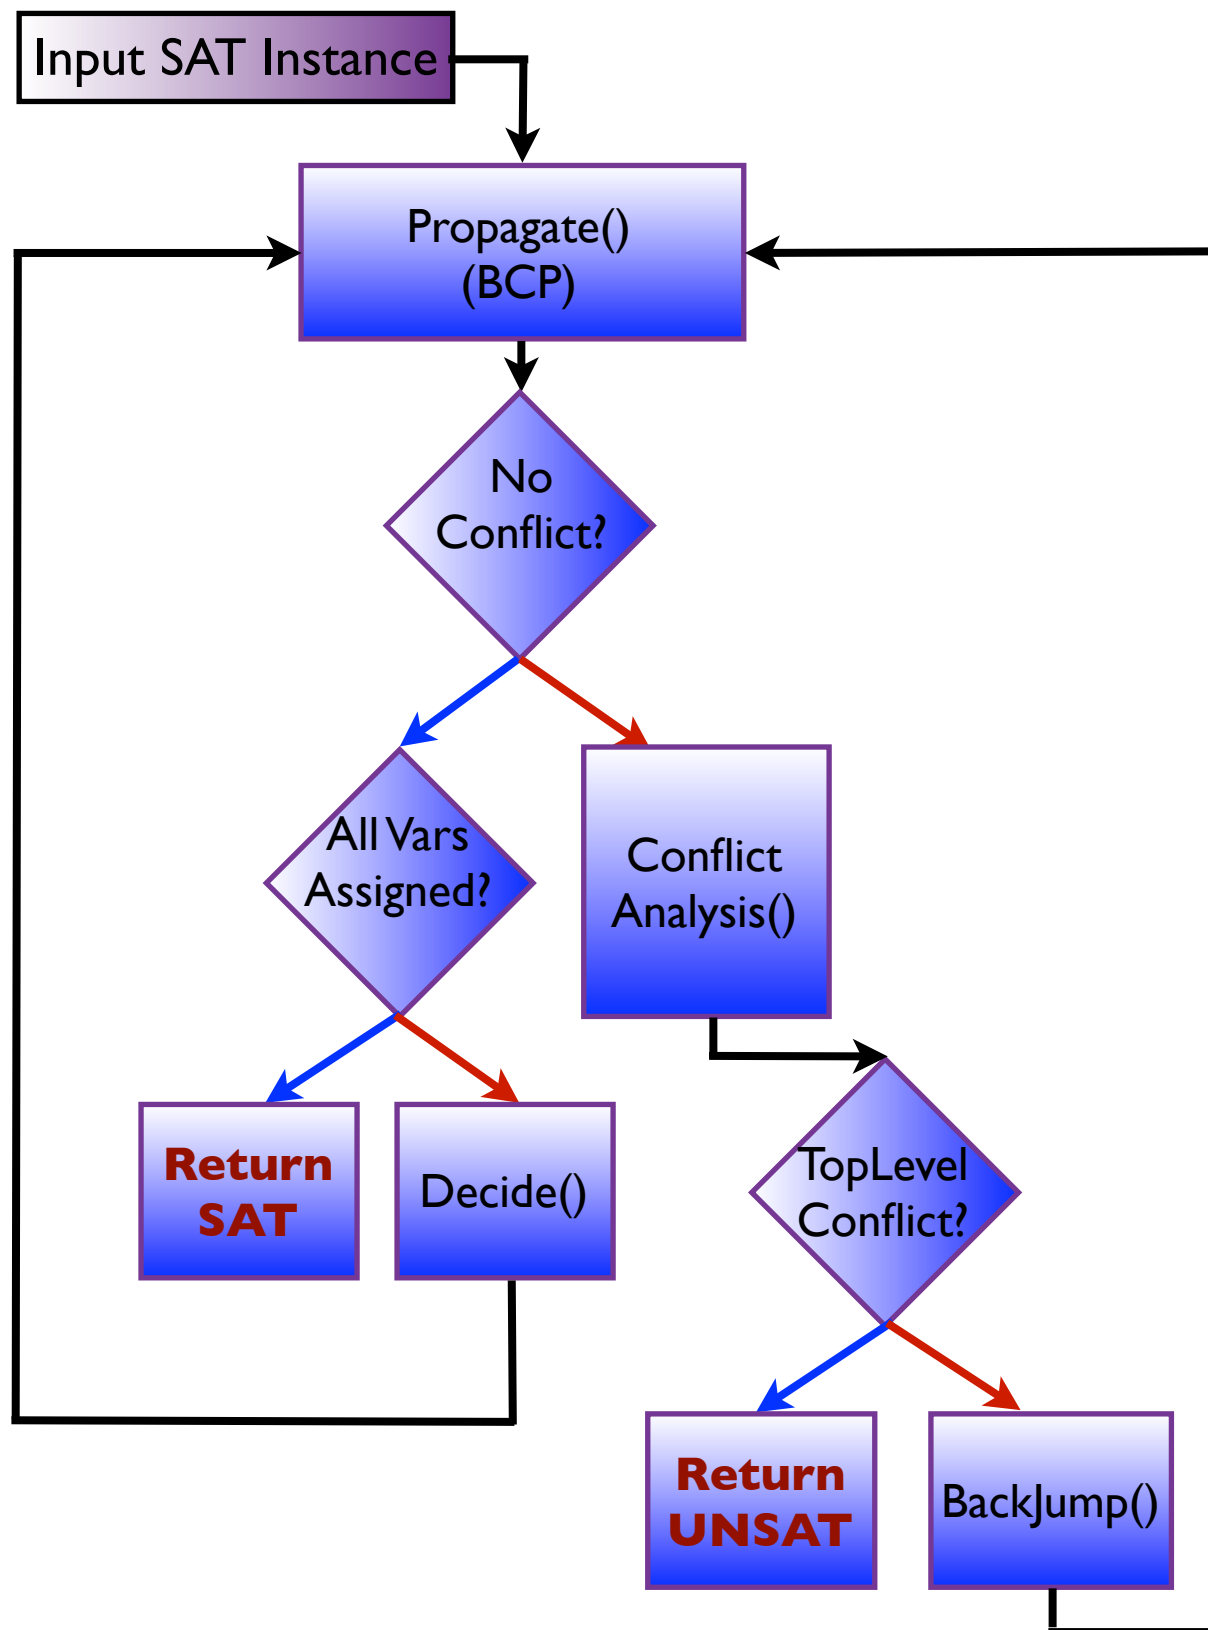 Input SAT Instance
Propagate()
(BCP)
No
Conflict?
All Vars
Assigned?
Conflict
Analysis()
Return
SAT
Decide()
TopLevel
Conflict?
Return
UNSAT
BackJump()